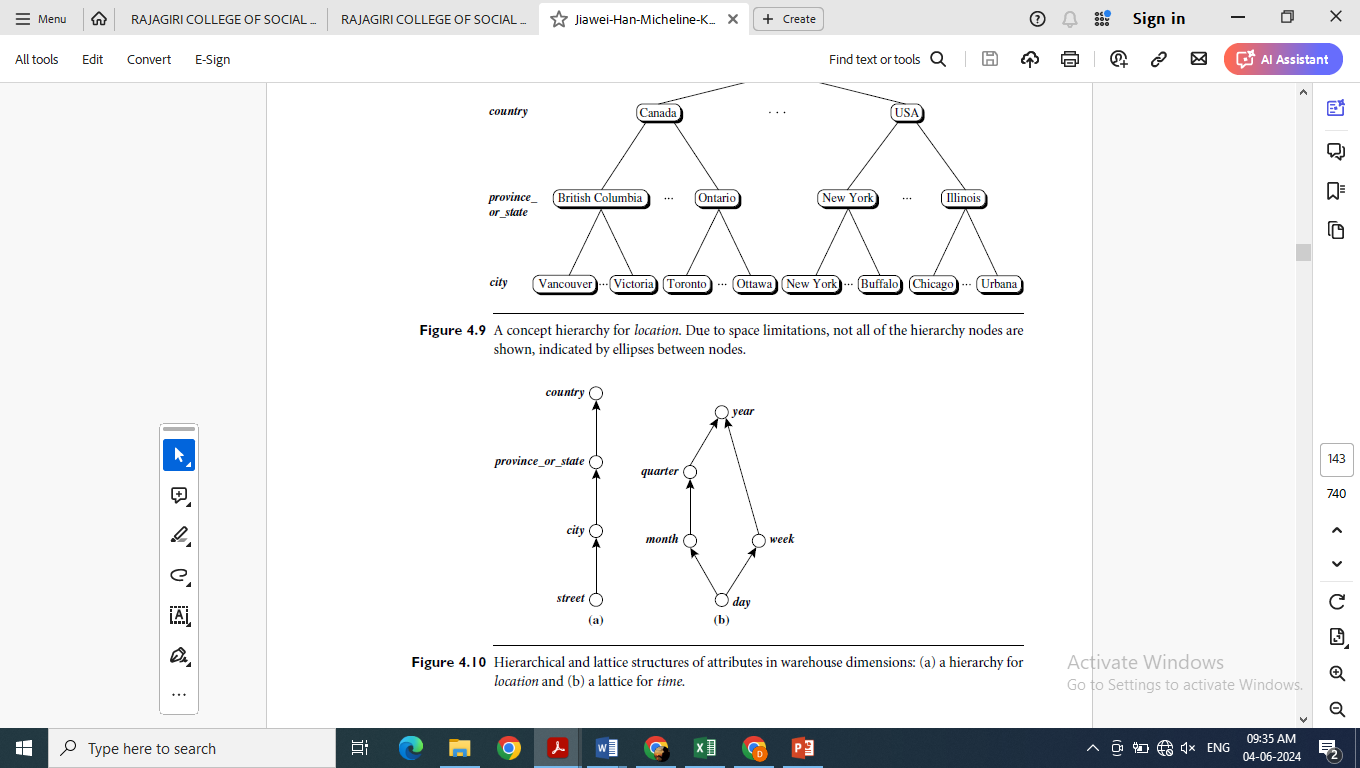 Menu
RAJAGIRI COLLEGE OF SOCIAL ...
RAJAGIRI COLLEGE OF SOCIAL ...
Jiawei-Han-Micheline-K...
+ Create
Sign in
All tools Edit Convert E-Sign
Find text or tools
AI Assistant
country
Canada
...
USA
province_
or_state
British Columbia
...
Ontario
New York
...
Illinois
city
Vancouver
...
Victoria
Toronto
...
Ottawa
New York
...
Buffalo
Chicago
...
Urbana
Figure 4.9 A concept hierarchy for location. Due to space limitations, not all of the hierarchy nodes are
shown, indicated by ellipses between nodes.
country
province_or_state
city
street
(a)
year
quarter
month
week
day
(b)
Figure 4.10 Hierarchical and lattice structures of attributes in warehouse dimensions: (a) a hierarchy for
location and (b) a lattice for time.
143
740
Activate Windows
Go to Settings to activate Windows.
Type here to search
ENG
09:35 AM
04-06-2024
2